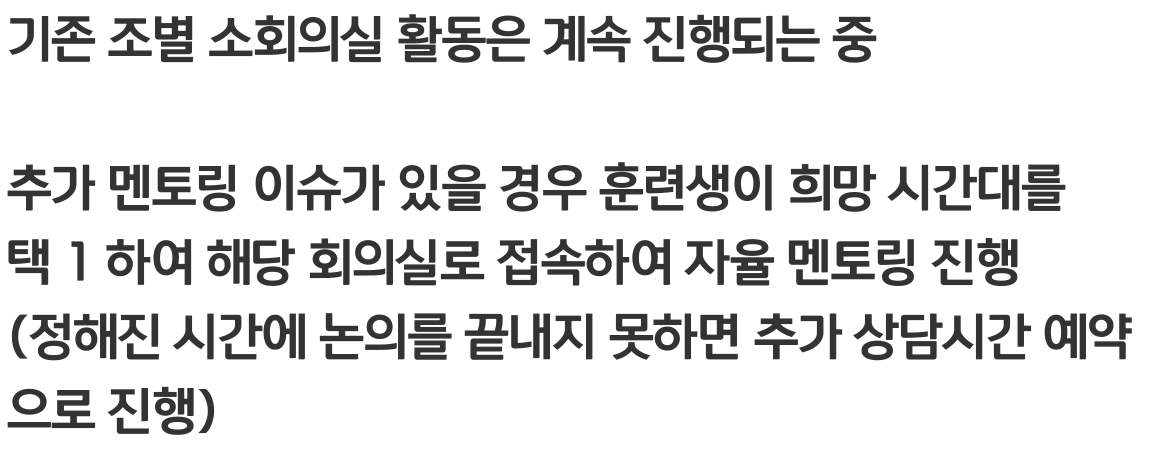 기존 조별 소회의실 활동은 계속 진행되는 중
추가 멘토링 이슈가 있을 경우 훈련생이 희망 시간대를
택 1 하여 해당 회의실로 접속하여 자율 멘토링 진행
(정해진 시간에 논의를 끝내지 못하면 추가 상담시간 예약
으로 진행)